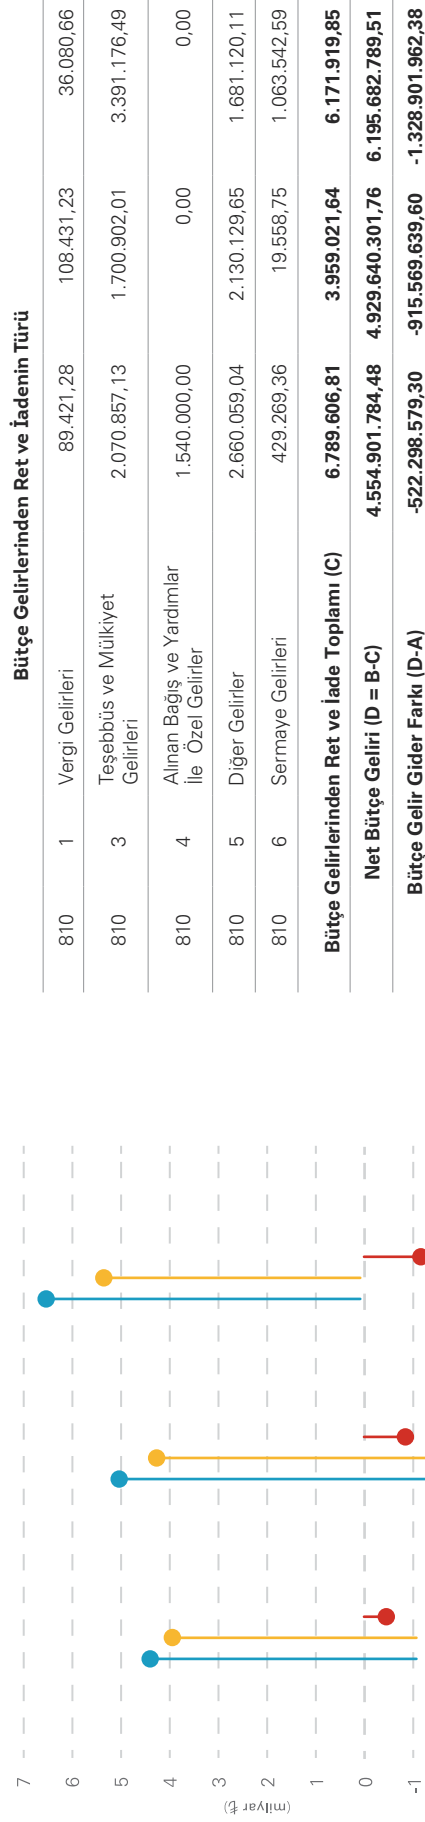 Bütçe Gelirlerinden Ret ve İadenin Türü
810 1 Vergi Gelirleri 89.421,28 108.431,23 36.080,66
810 3 Teşebbüs ve Mülkiyet
Gelirleri 2.070.857,13 1.700.902,01 3.391.176,49
810 4 Alınan Bağış ve Yardımlar
İle Özel Gelirler 1.540.000,00 0,00 0,00
810 5 Diğer Gelirler 2.660.059,04 2.130.129,65 1.681.120,11
810 6 Sermaye Gelirleri 429.269,36 19.558,75 1.063.542,59
Bütçe Gelirlerinden Ret ve İade Toplamı (C) 6.789.606,81 3.959.021,64 6.171.919,85
Net Bütçe Geliri (D = B-C) 4.554.901.784,48 4.929.640.301,76 6.195.682.789,51
Bütçe Gelir Gider Farkı (D-A) -522.298.579,30 -915.569.639,60 -1.328.901.962,38
7
6
5
4
3
2
1
0
-1
(milyar ₺)